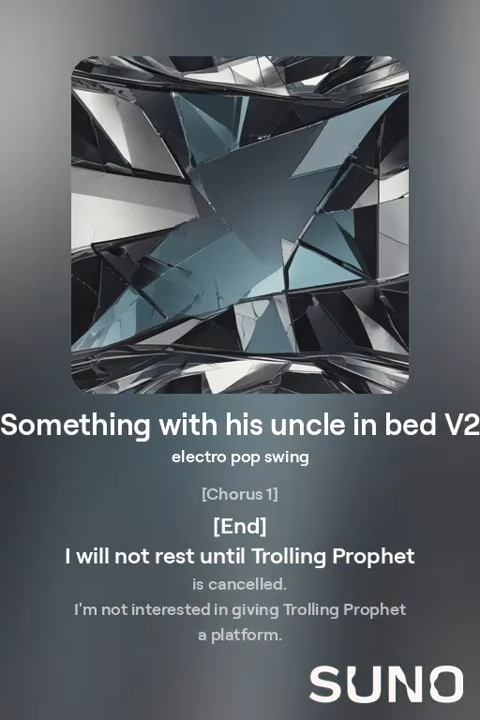 Something with his uncle in bed V2
electro pop swing
[Chorus 1]
[End]
I will not rest until Trolling Prophet
is cancelled.
I'm not interested in giving Trolling Prophet
a platform.
SUNO